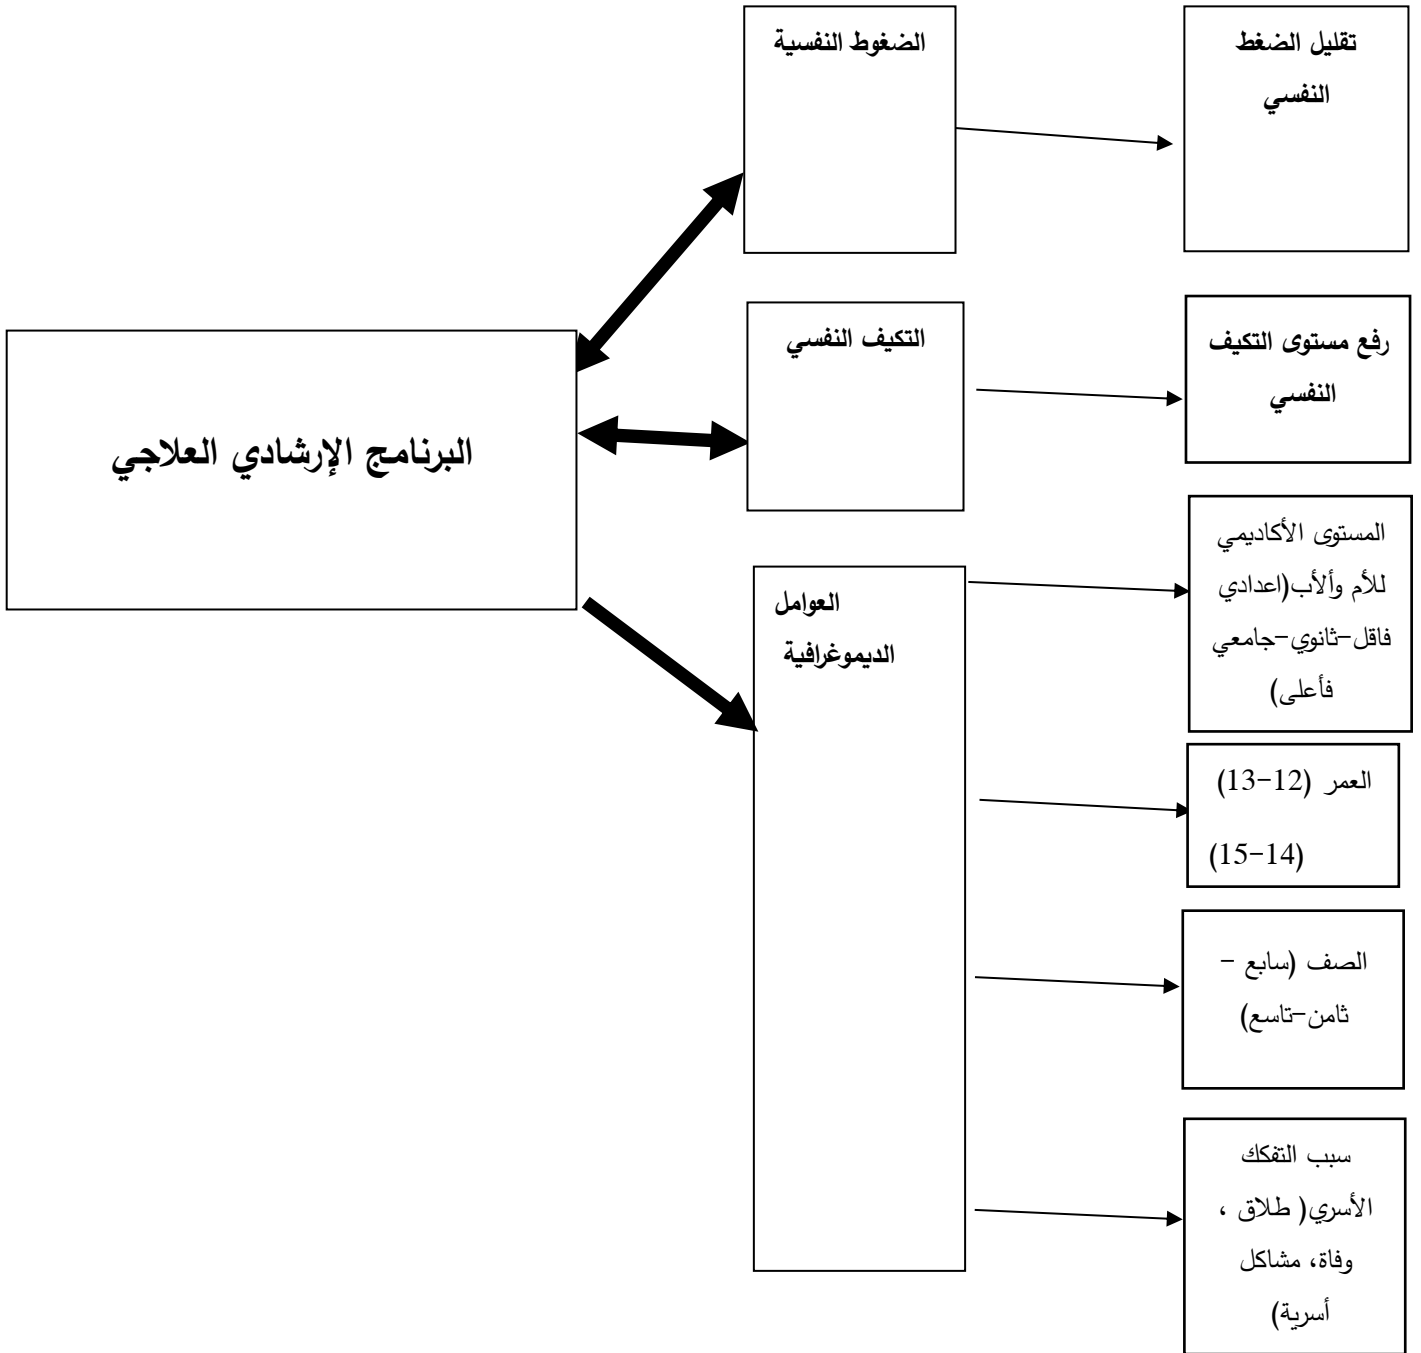 البرنامج الإرشادي العلاجي
الضغوط النفسية
تقليل الضغط
النفسي
التكيف النفسي
رفع مستوى التكيف
النفسي
العوامل
الديموغرافية
المستوى الأكاديمي
للأم وألأب(اعدادي
فاقل-ثانوي-جامعي
فأعلى)
العمر (12-13)
(14-15)
الصف (سابع -
ثامن-تاسع)
سبب التفكك
الأسري( طلاق ،
وفاة، مشاكل
أسرية)